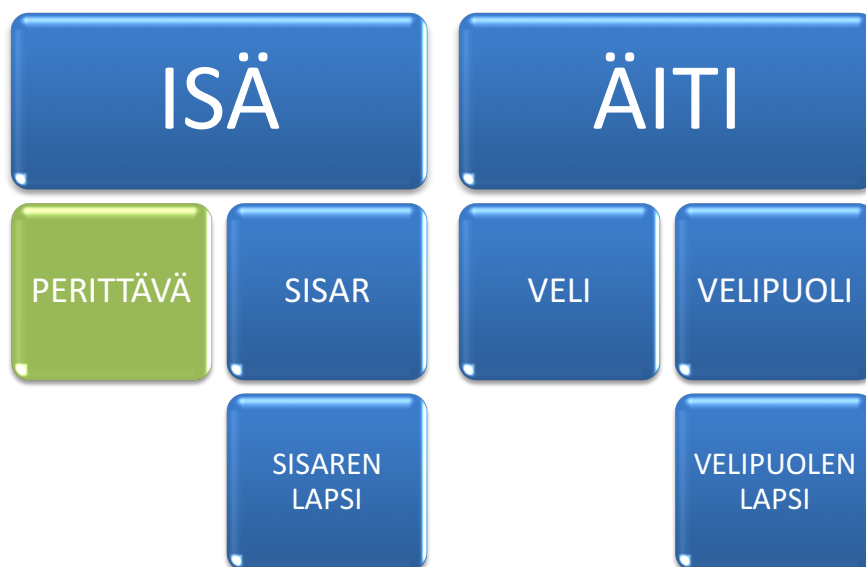 ISÄ
ÄITI
PERITTÄVÄ
SISAR
VELI
VELIPUOLI
SISAREN
LAPSI
VELIPUOLEN
LAPSI